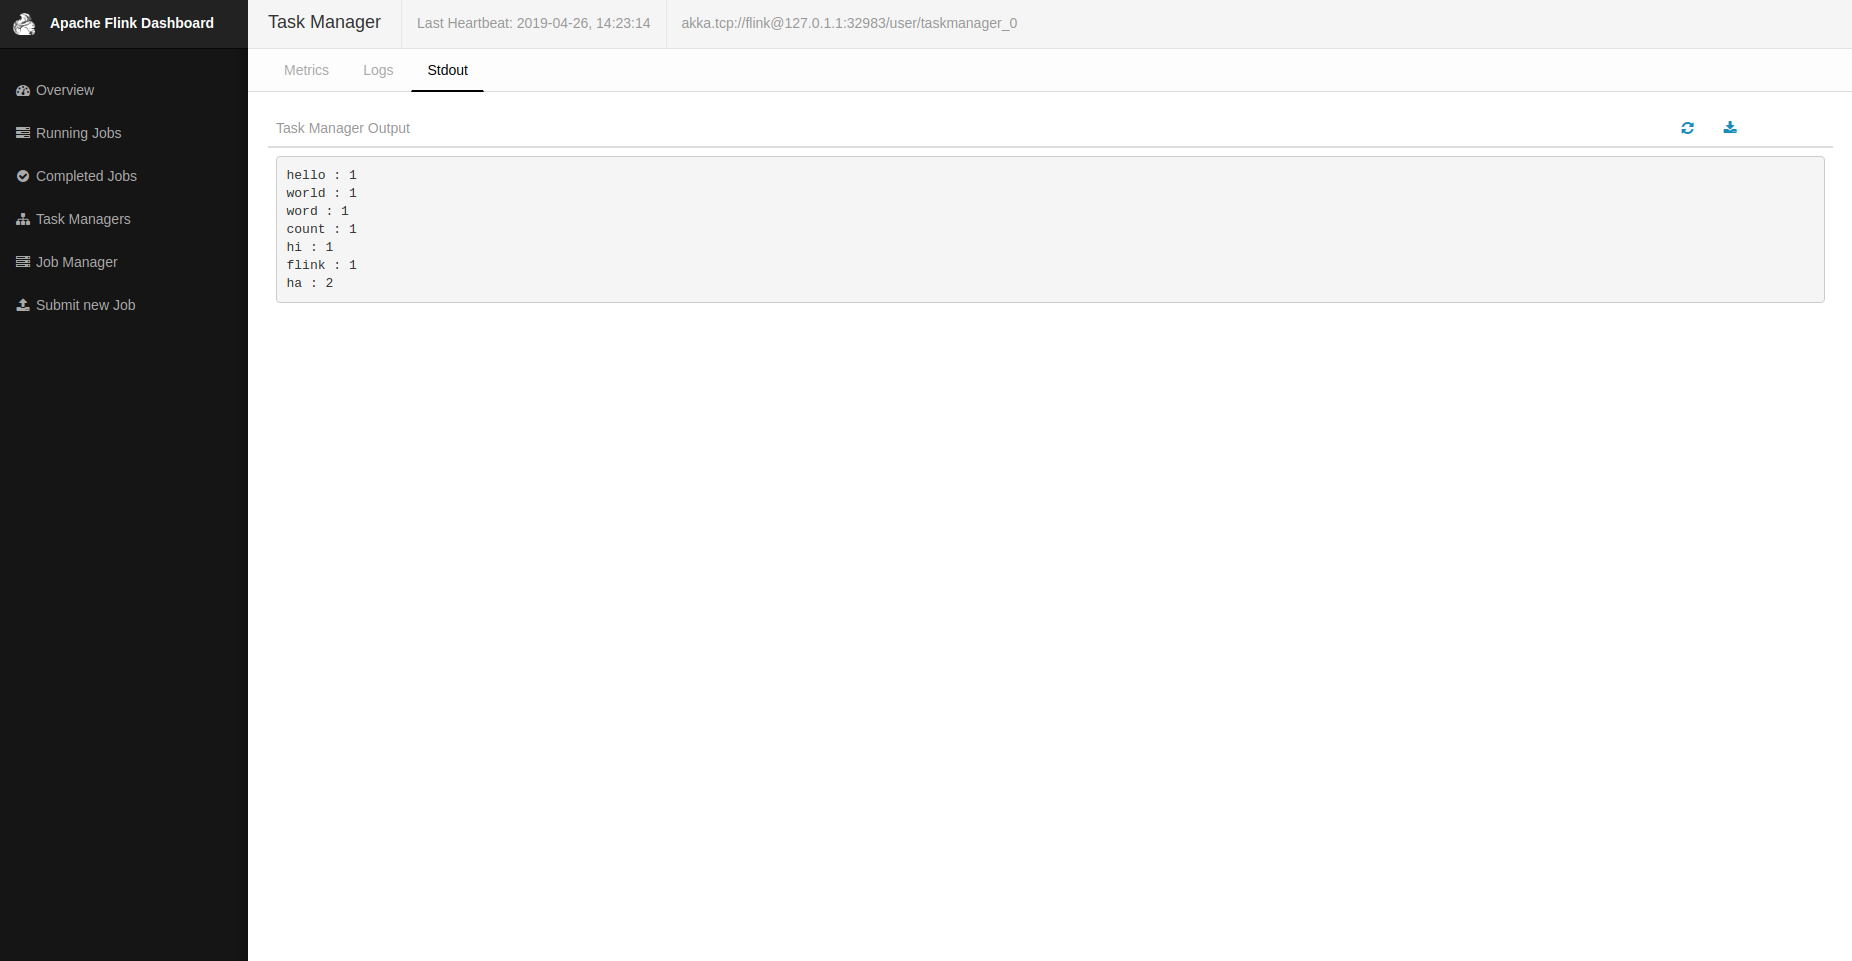 Apache Flink Dashboard
Task Manager
Last Heartbeat: 2019-04-26, 14:23:14
akka.tcp://flink@127.0.1.1:32983/user/taskmanager_0
Overview
Running Jobs
Completed Jobs
Task Managers
Job Manager
Submit new Job
Metrics
Logs
Stdout
Task Manager Output
hello : 1
world : 1
word : 1
count : 1
hi : 1
flink : 1
ha : 2